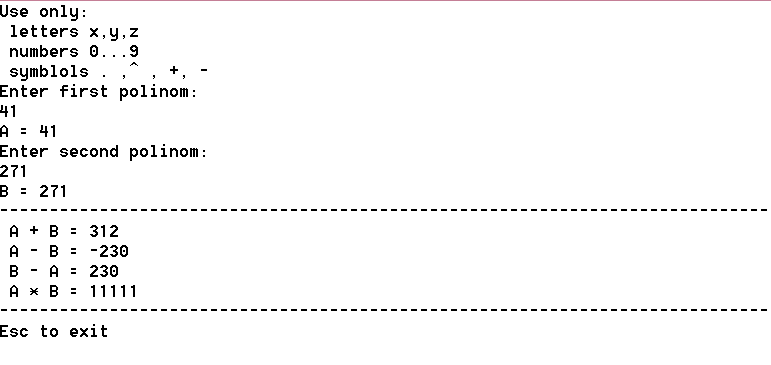 Use only:
letters x,y,z
numbers 0...9
symblols . ,^ , +, -
Enter first polinom:
41
A = 41
Enter second polinom:
271
B = 271
-----------------------------------------------------------------------------
A + B = 312
A - B = -230
B - A = 230
A * B = 11111
-----------------------------------------------------------------------------
Esc to exit